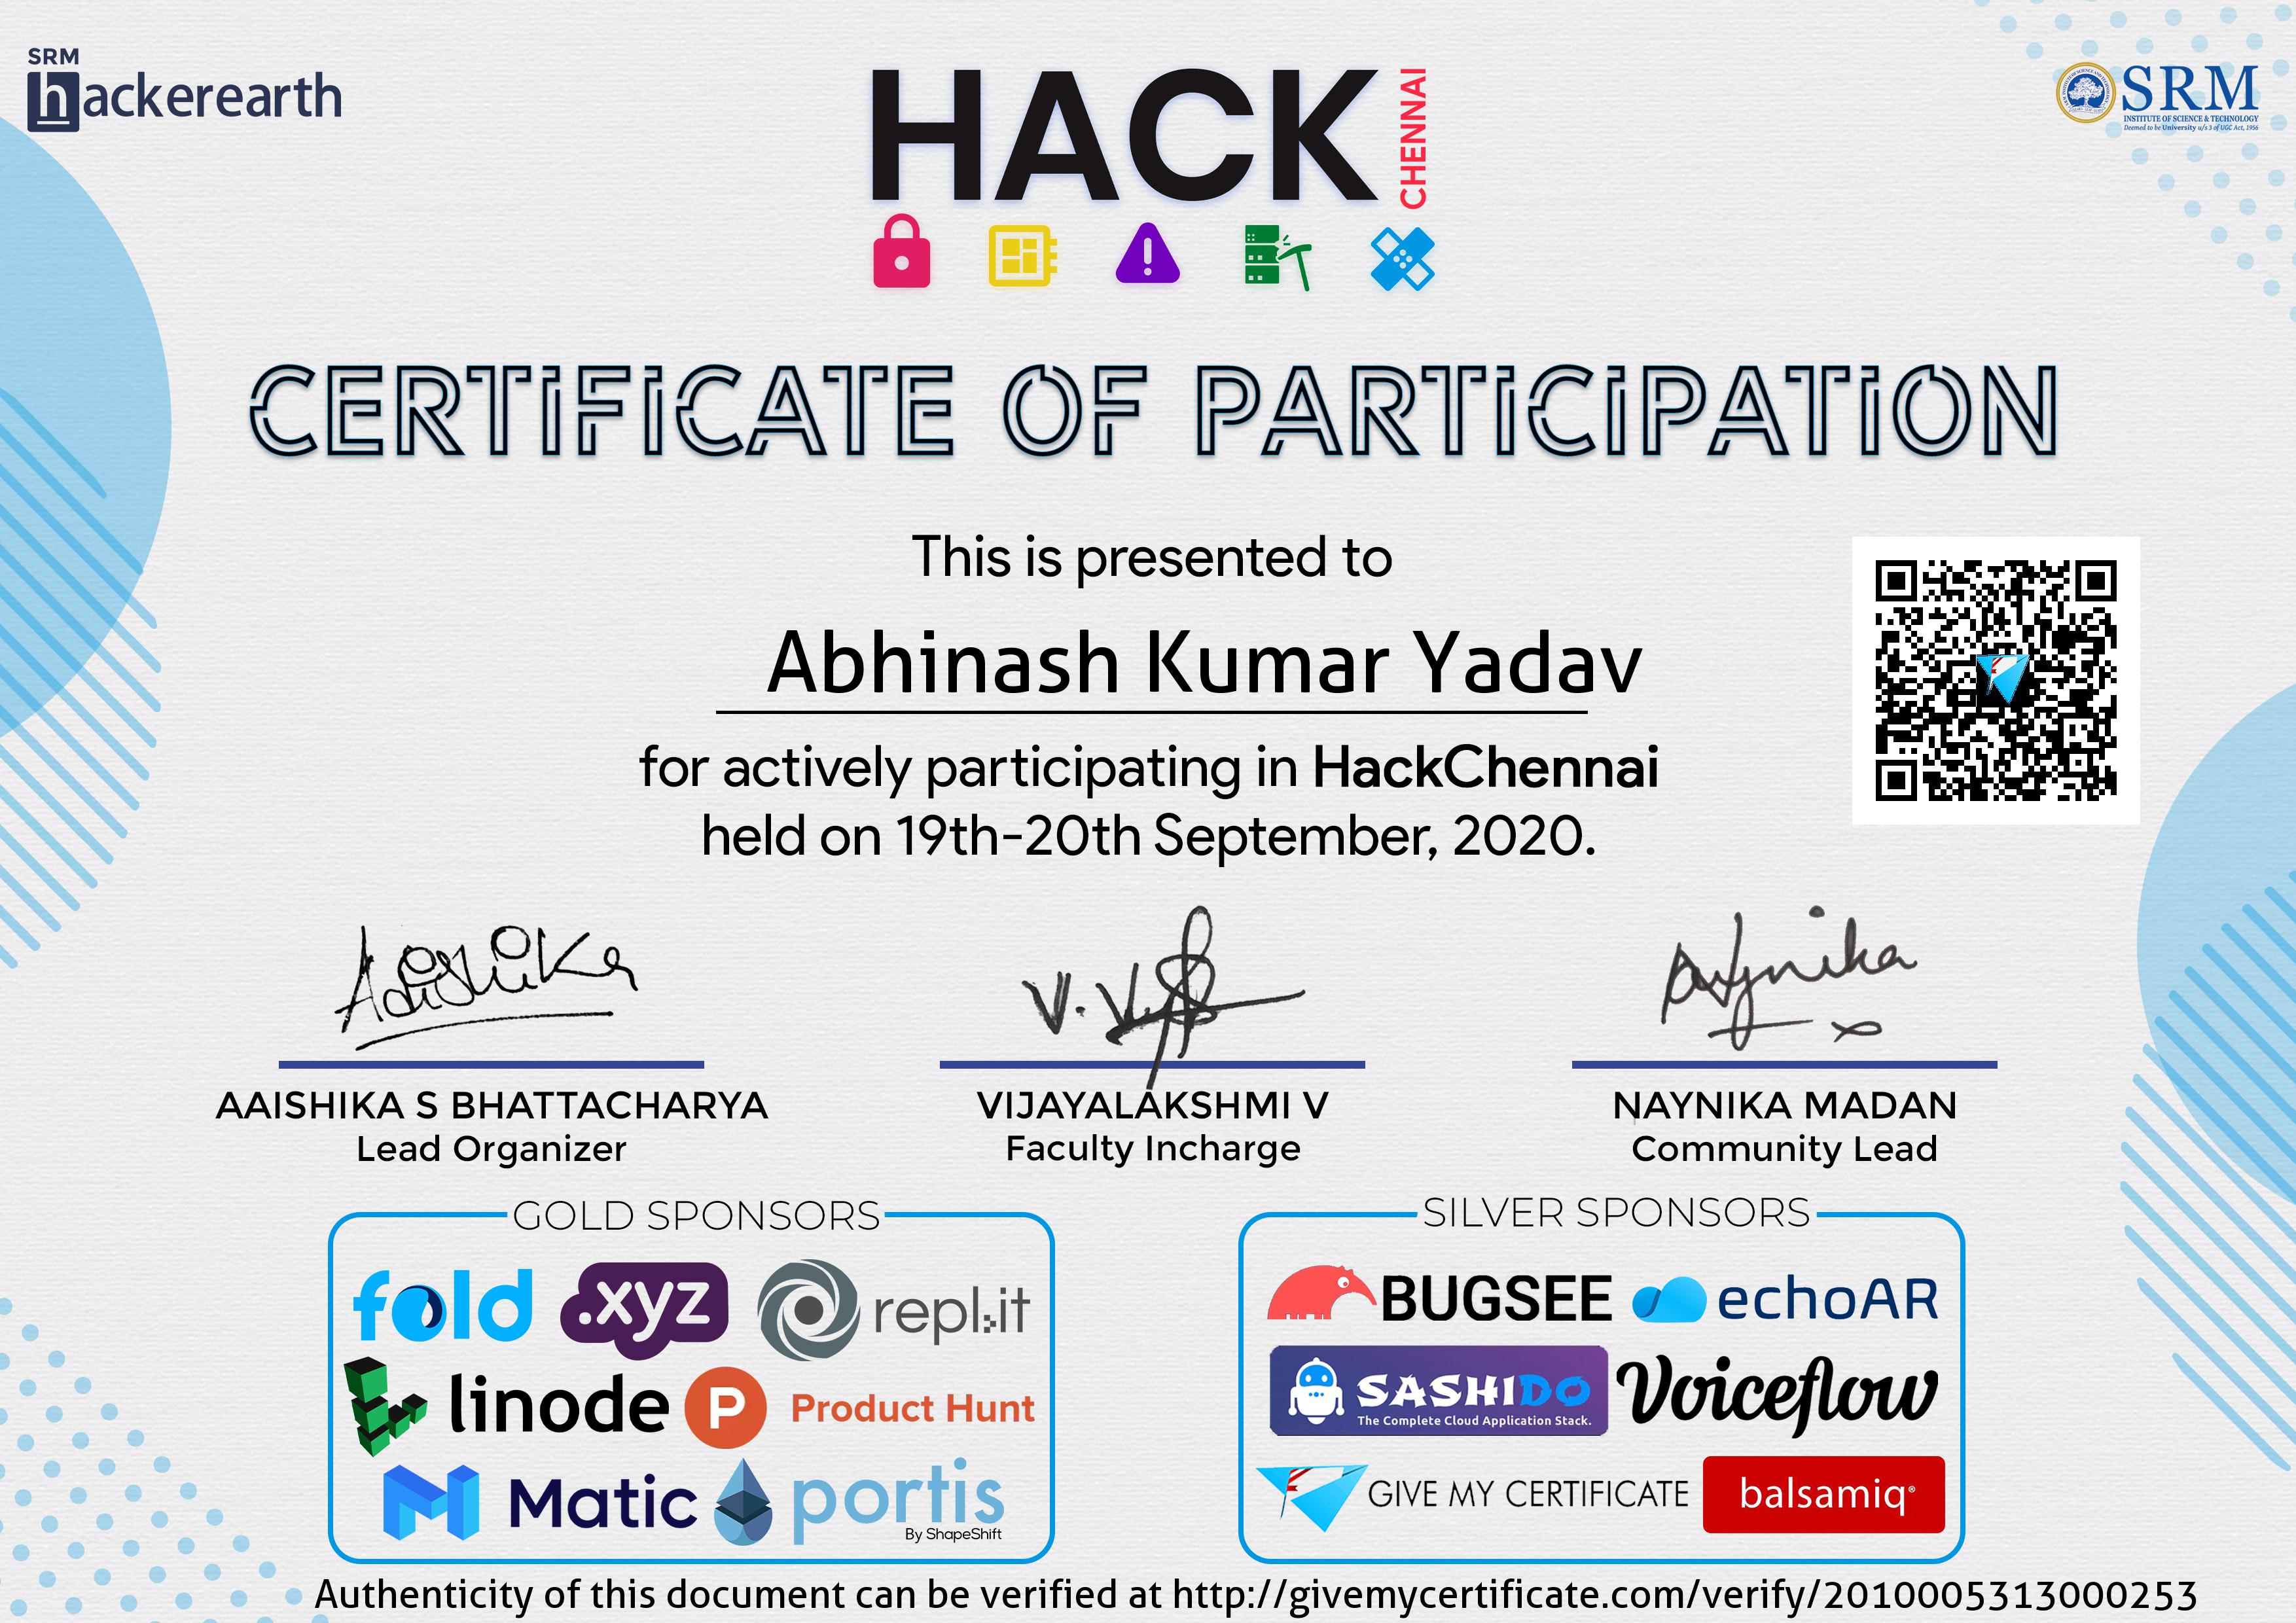 SRM
hackerearth
HACK
CHENNAI
SRM
INSTITUTE OF SCIENCE & TECHNOLOGY
Deemed to be University u/s 3 of UGC Act, 1956
CERTIFICATE OF PARTICIPATION
This is presented to
Abhinash Kumar Yadav
for actively participating in HackChennai
held on 19th-20th September, 2020.
Aaishika
V. 
Naynika
AAISHIKA S BHATTACHARYA
Lead Organizer
VIJAYALAKSHMI V
Faculty Incharge
NAYNIKA MADAN
Community Lead
GOLD SPONSORS
fold .xyz repl.it
linode P Product Hunt
Matic portis
By ShapeShift
SILVER SPONSORS
BUGSEE echoAR
SASHIDO Voiceflow
The Complete Cloud Application Stack.
GIVE MY CERTIFICATE balsamiq®
Authenticity of this document can be verified at http://givemycertificate.com/verify/2010005313000253